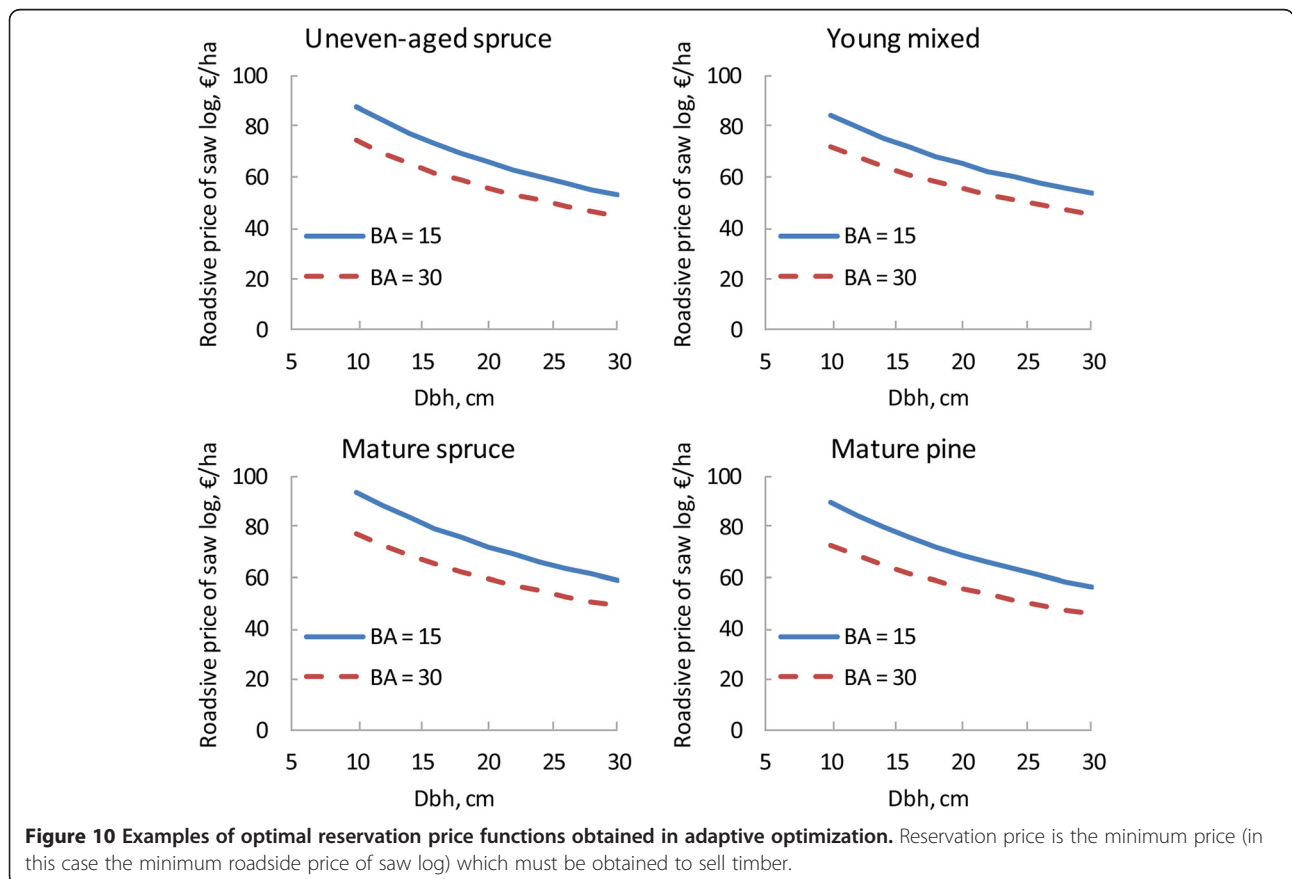 Uneven-aged spruce
Roadsive price of saw log, €/ha
100
80
60
40
20
0
BA = 15
BA = 30
5 10 15 20 25 30
Dbh, cm
Young mixed
Roadsive price of saw log, €/ha
100
80
60
40
20
0
BA = 15
BA = 30
5 10 15 20 25 30
Dbh, cm
Mature spruce
Roadsive price of saw log, €/ha
100
80
60
40
20
0
BA = 15
BA = 30
5 10 15 20 25 30
Dbh, cm
Mature pine
Roadsive price of saw log, €/ha
100
80
60
40
20
0
BA = 15
BA = 30
5 10 15 20 25 30
Dbh, cm
Figure 10 Examples of optimal reservation price functions obtained in adaptive optimization. Reservation price is the minimum price (in
this case the minimum roadside price of saw log) which must be obtained to sell timber.